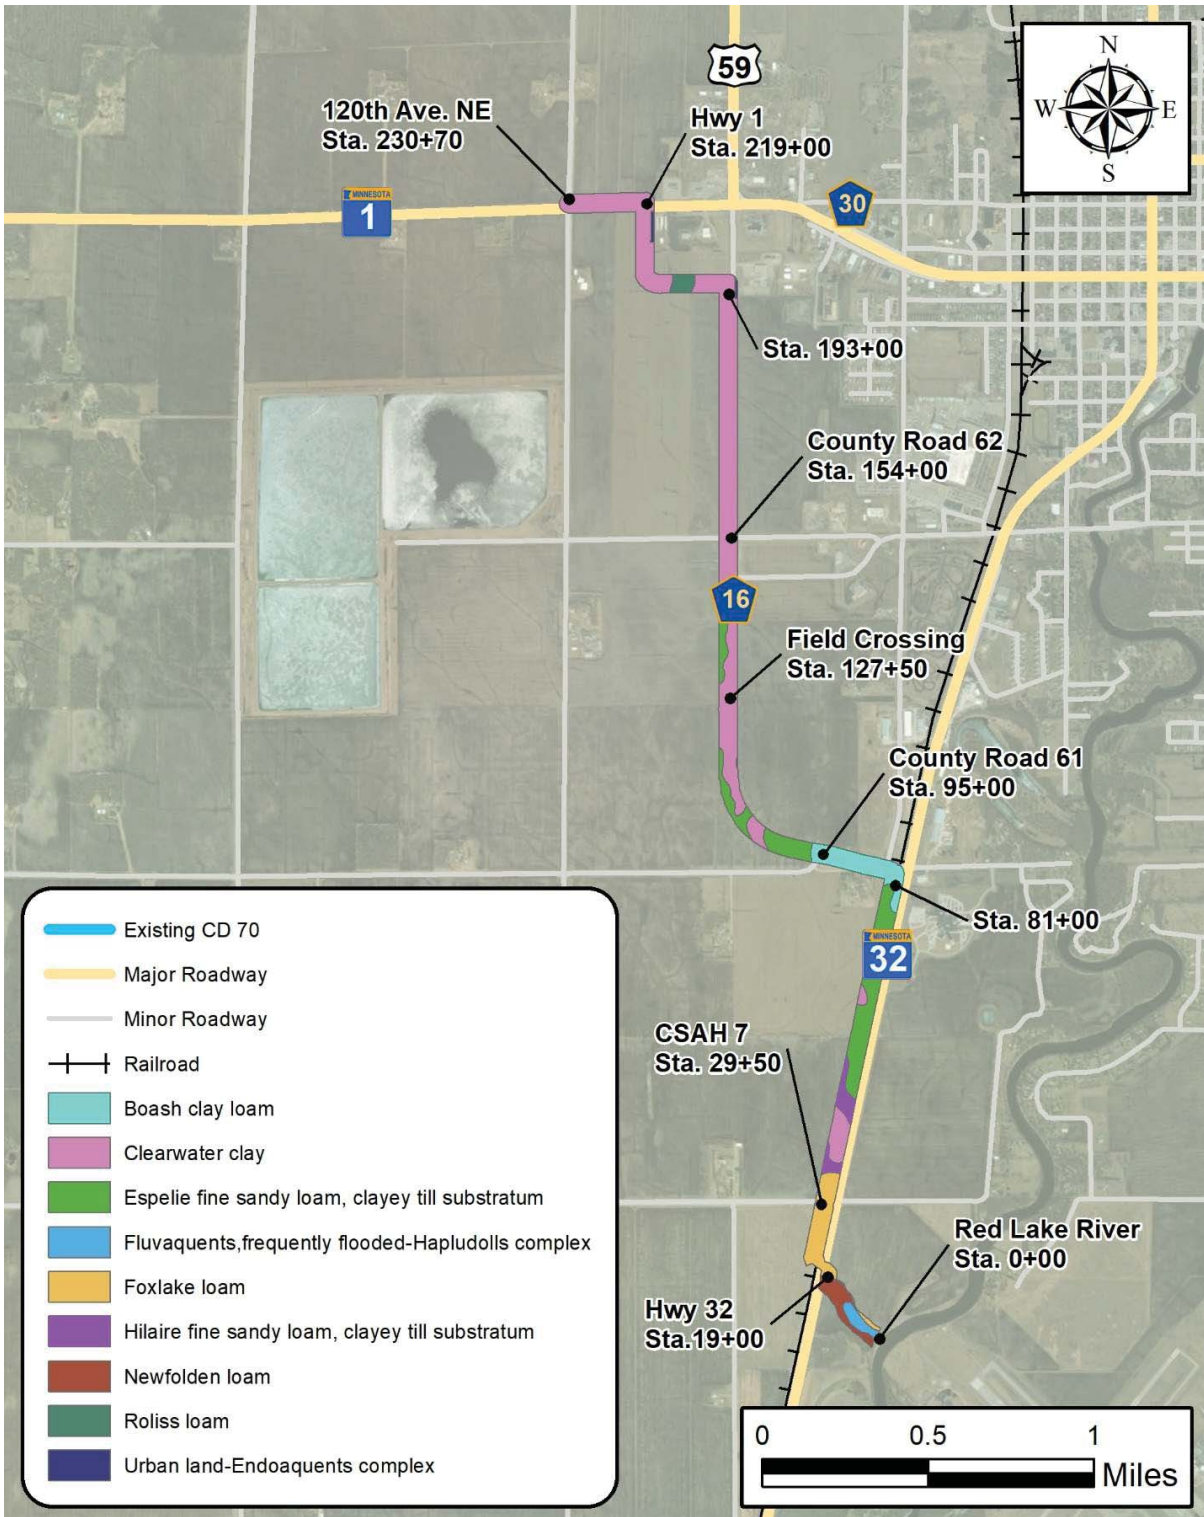 59
N
W
E
S
120th Ave. NE
Sta. 230+70
Hwy 1
Sta. 219+00
MINNESOTA
1
30
Sta. 193+00
County Road 62
Sta. 154+00
16
Field Crossing
Sta. 127+50
County Road 61
Sta. 95+00
Sta. 81+00
MINNESOTA
32
CSAH 7
Sta. 29+50
Red Lake River
Sta. 0+00
Hwy 32
Sta.19+00
Existing CD 70
Major Roadway
Minor Roadway
Railroad
Boash clay loam
Clearwater clay
Espelie fine sandy loam, clayey till substratum
Fluvaquents,frequently flooded-Hapludolls complex
Foxlake loam
Hilaire fine sandy loam, clayey till substratum
Newfolden loam
Roliss loam
Urban land-Endoaquents complex
0 0.5 1
Miles